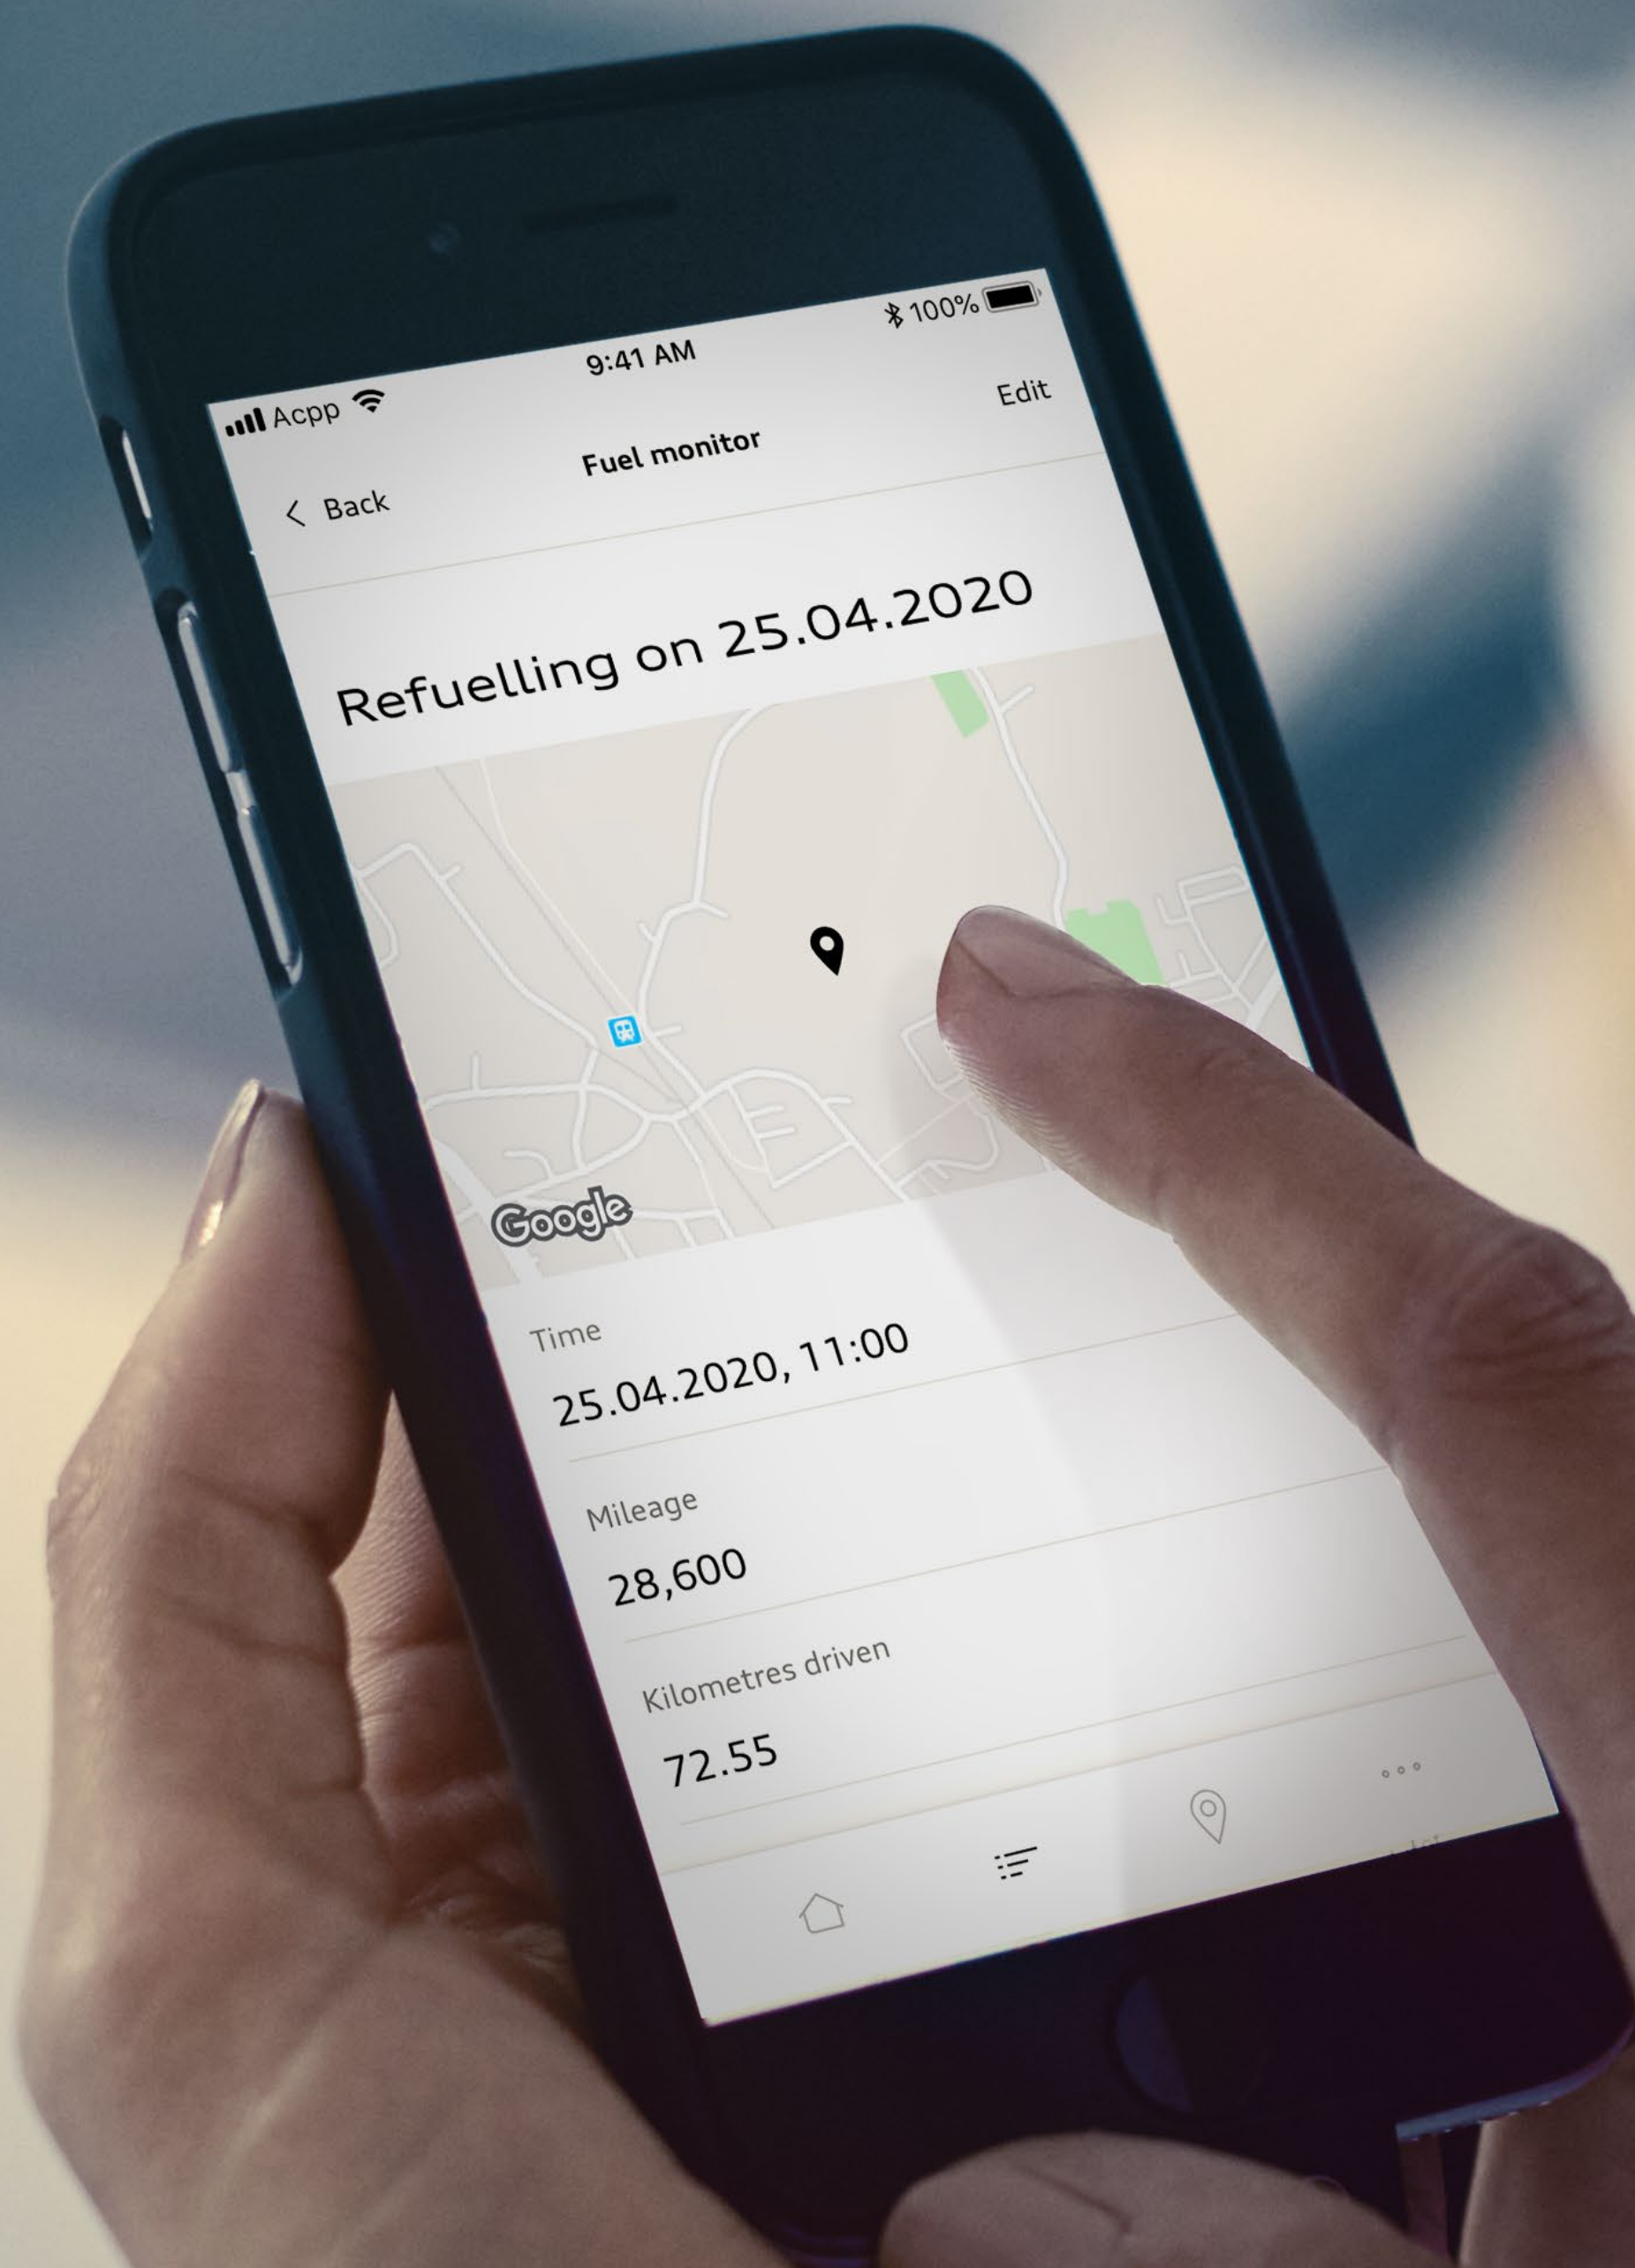 Acpp
9:41 AM
100%
Back
Fuel monitor
Edit
Refuelling on 25.04.2020
Google
Time
25.04.2020, 11:00
Mileage
28,600
Kilometres driven
72.55